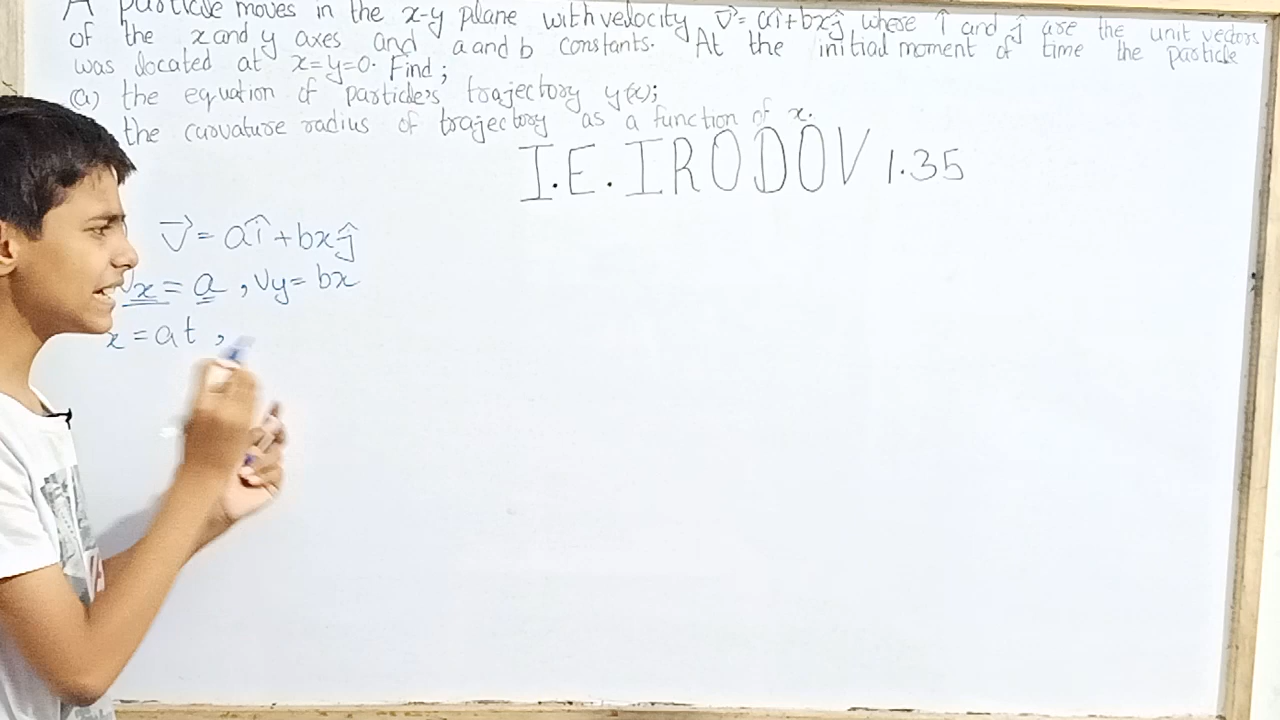 A particle moves in the x-y plane with velocity v⃗ = aî+bxĵ where î and ĵ are the unit vectors
of the x and y axes and a and b constants. At the initial moment of time the particle
was located at x=y=0. Find ;
(a) the equation of particle's trajectory y(x);
the curvature radius of trajectory as a function of x.
I.E. IRODOV 1.35
v⃗ = aî+bxĵ
Vx = a , Vy = bx
x = at ,